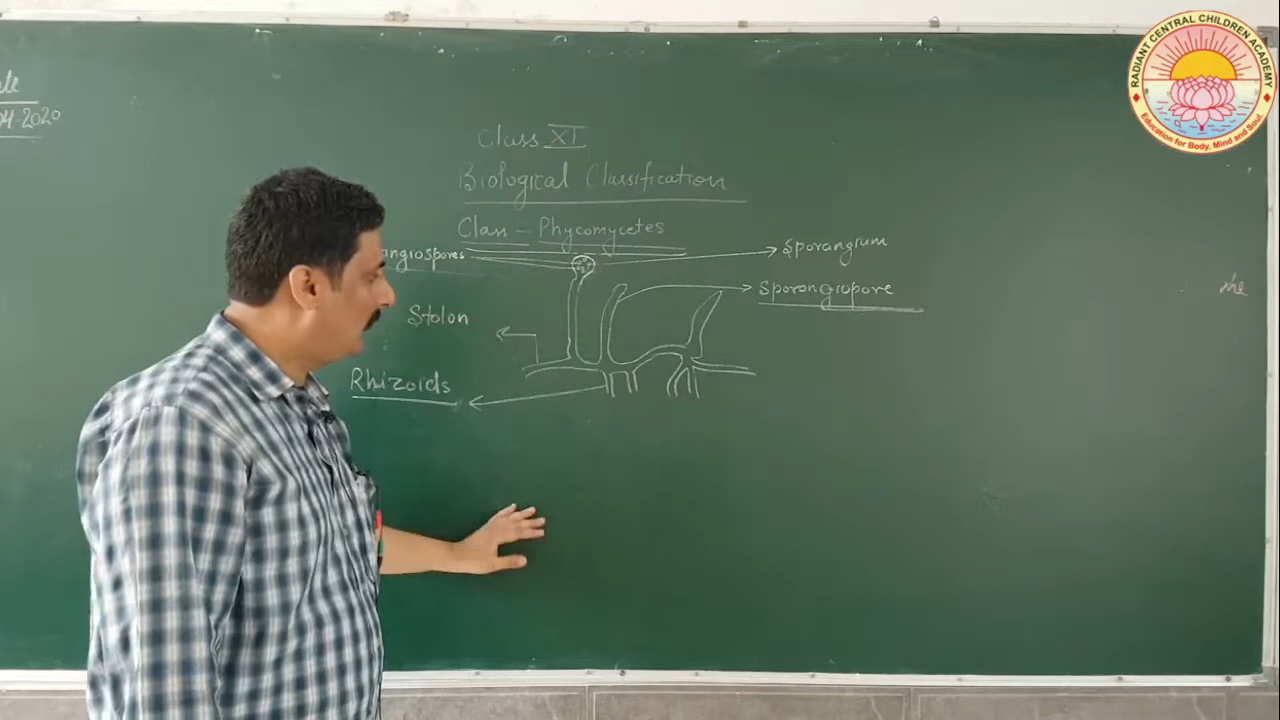 04.2020
Class XI
Biological Classification
Class - Phycomycetes
angiospores
Sporangium
Sporangiopore
Stolon
Rhizoids
the
RADIANT CENTRAL CHILDREN ACADEMY
Education for Body, Mind and Soul.